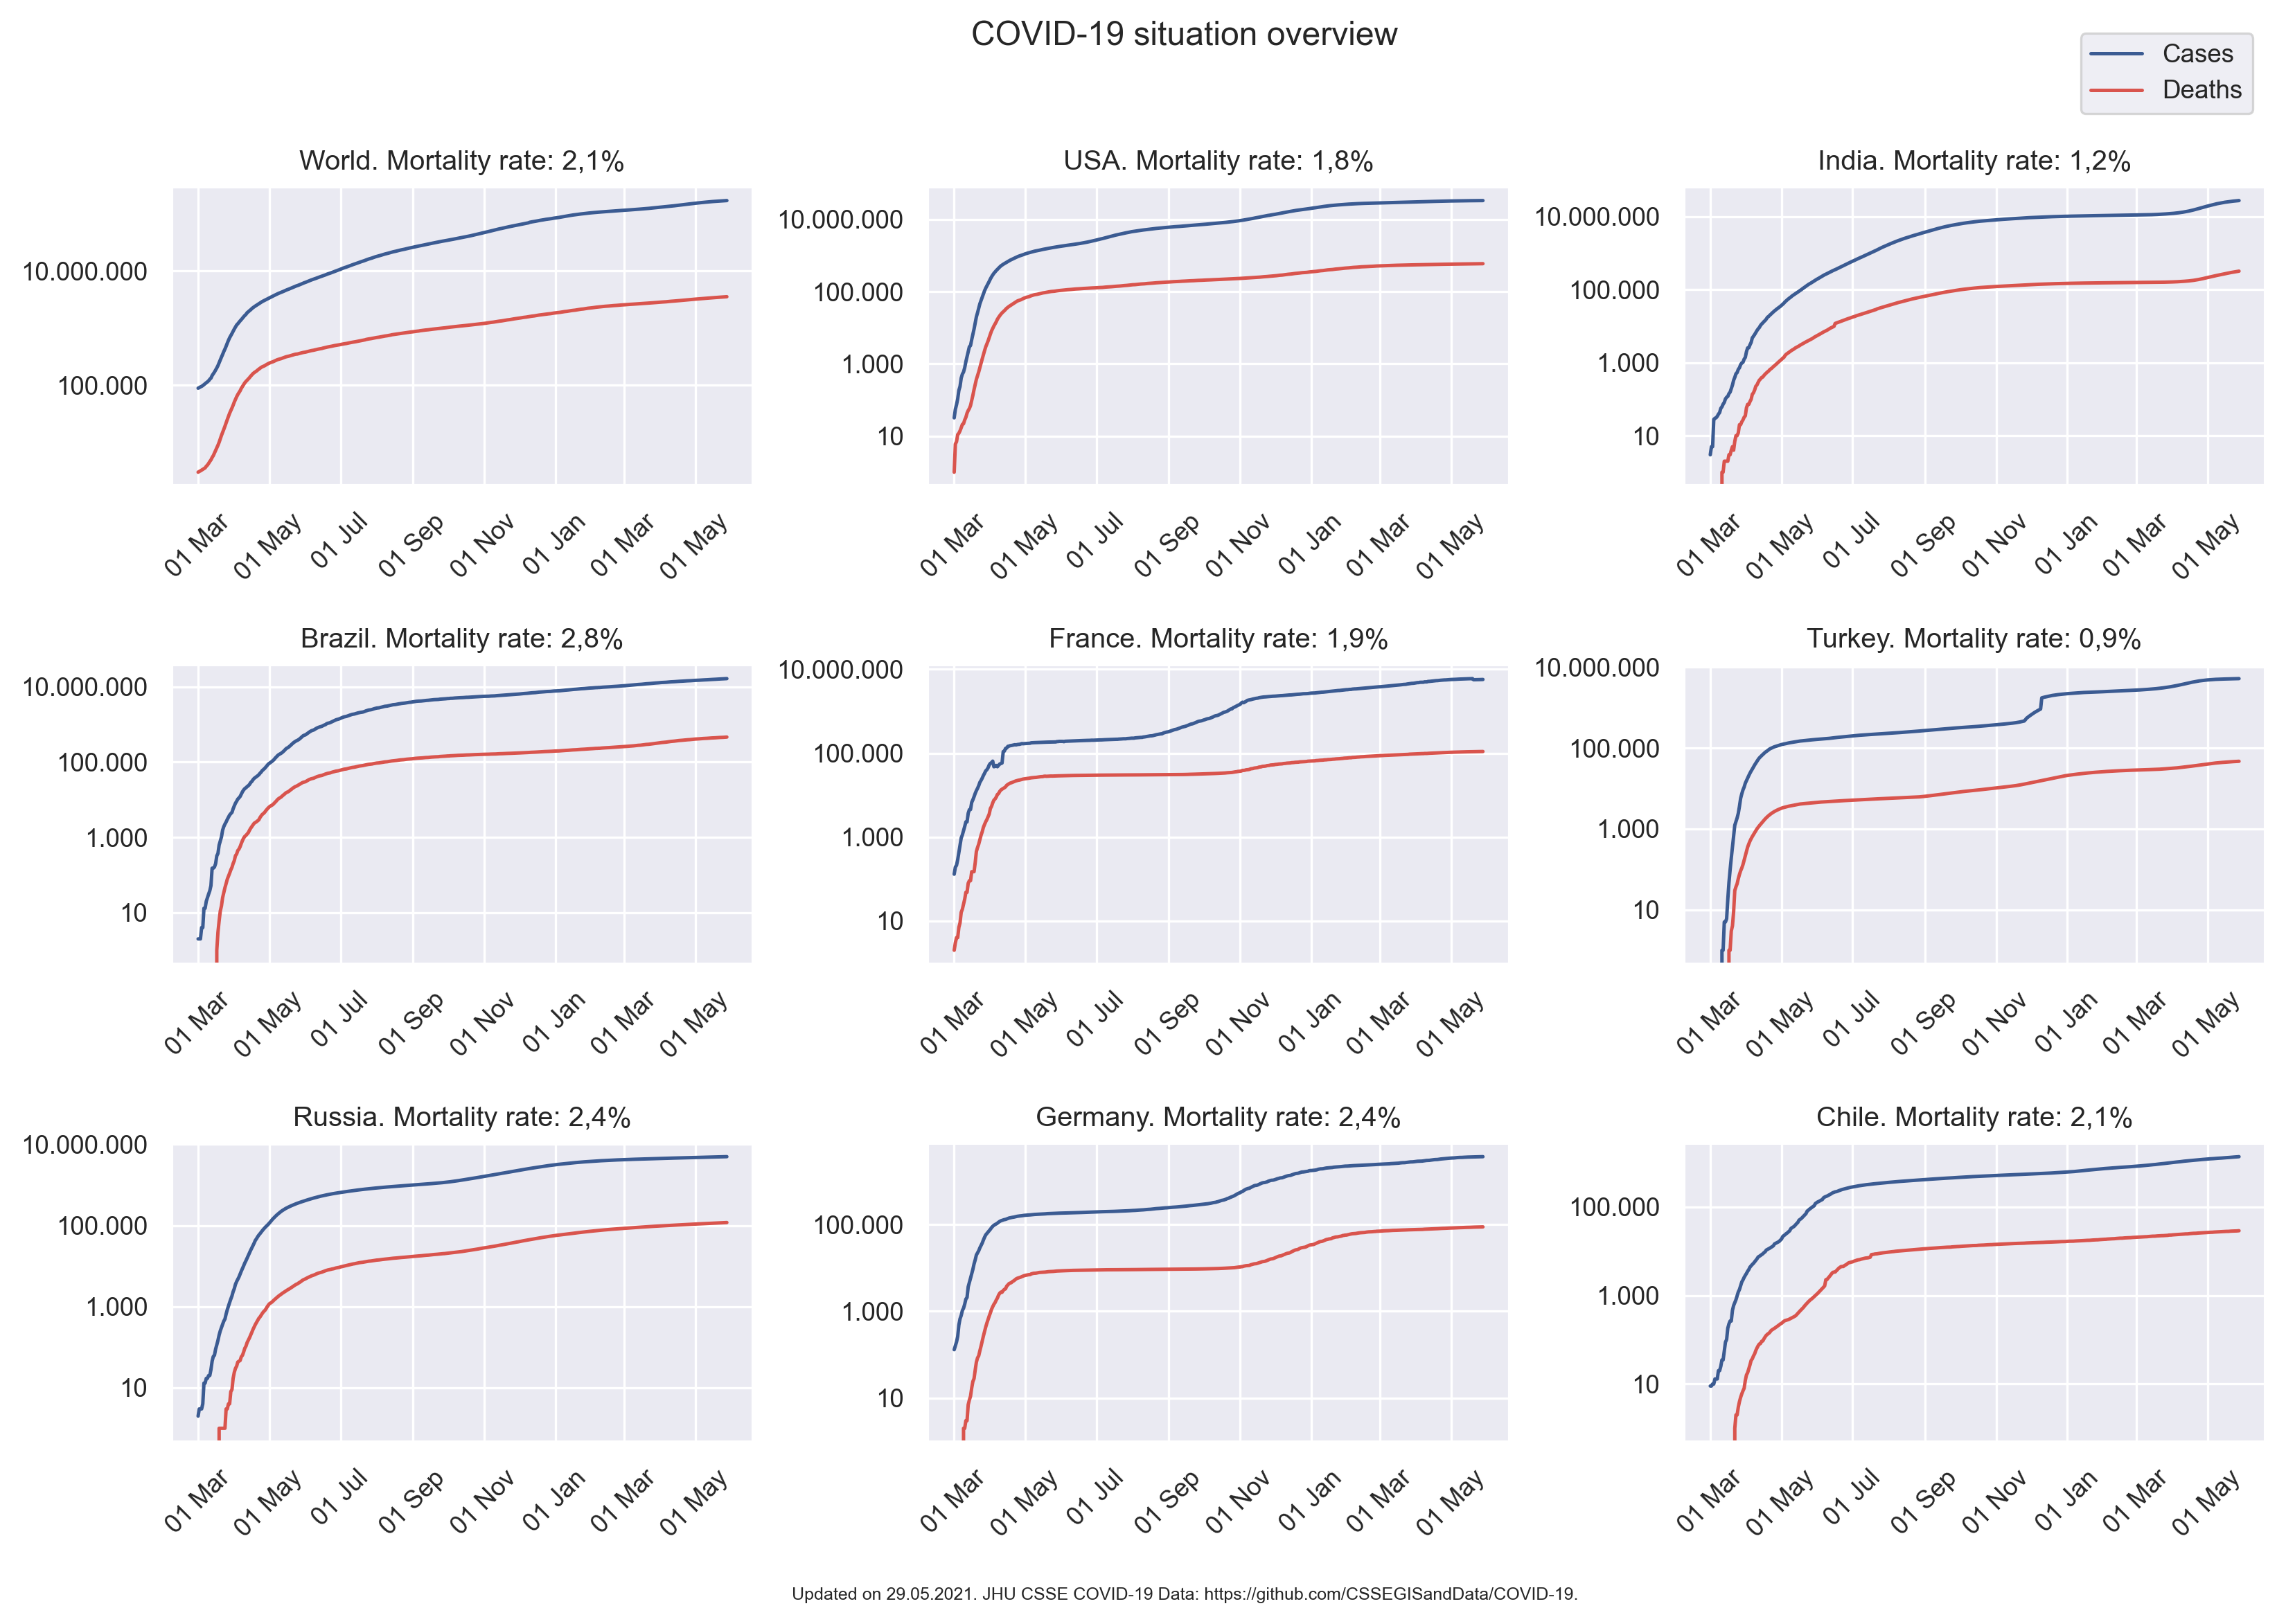 COVID-19 situation overview
Cases
Deaths
World. Mortality rate: 2,1%
10.000.000
100.000
01 Mar
01 May
01 Jul
01 Sep
01 Nov
01 Jan
01 Mar
01 May
USA. Mortality rate: 1,8%
10.000.000
100.000
1.000
10
01 Mar
01 May
01 Jul
01 Sep
01 Nov
01 Jan
01 Mar
01 May
India. Mortality rate: 1,2%
10.000.000
100.000
1.000
10
01 Mar
01 May
01 Jul
01 Sep
01 Nov
01 Jan
01 Mar
01 May
Brazil. Mortality rate: 2,8%
10.000.000
100.000
1.000
10
01 Mar
01 May
01 Jul
01 Sep
01 Nov
01 Jan
01 Mar
01 May
France. Mortality rate: 1,9%
10.000.000
100.000
1.000
10
01 Mar
01 May
01 Jul
01 Sep
01 Nov
01 Jan
01 Mar
01 May
Turkey. Mortality rate: 0,9%
10.000.000
100.000
1.000
10
01 Mar
01 May
01 Jul
01 Sep
01 Nov
01 Jan
01 Mar
01 May
Russia. Mortality rate: 2,4%
10.000.000
100.000
1.000
10
01 Mar
01 May
01 Jul
01 Sep
01 Nov
01 Jan
01 Mar
01 May
Germany. Mortality rate: 2,4%
100.000
1.000
10
01 Mar
01 May
01 Jul
01 Sep
01 Nov
01 Jan
01 Mar
01 May
Chile. Mortality rate: 2,1%
100.000
1.000
10
01 Mar
01 May
01 Jul
01 Sep
01 Nov
01 Jan
01 Mar
01 May
Updated on 29.05.2021. JHU CSSE COVID-19 Data: https://github.com/CSSEGISandData/COVID-19.